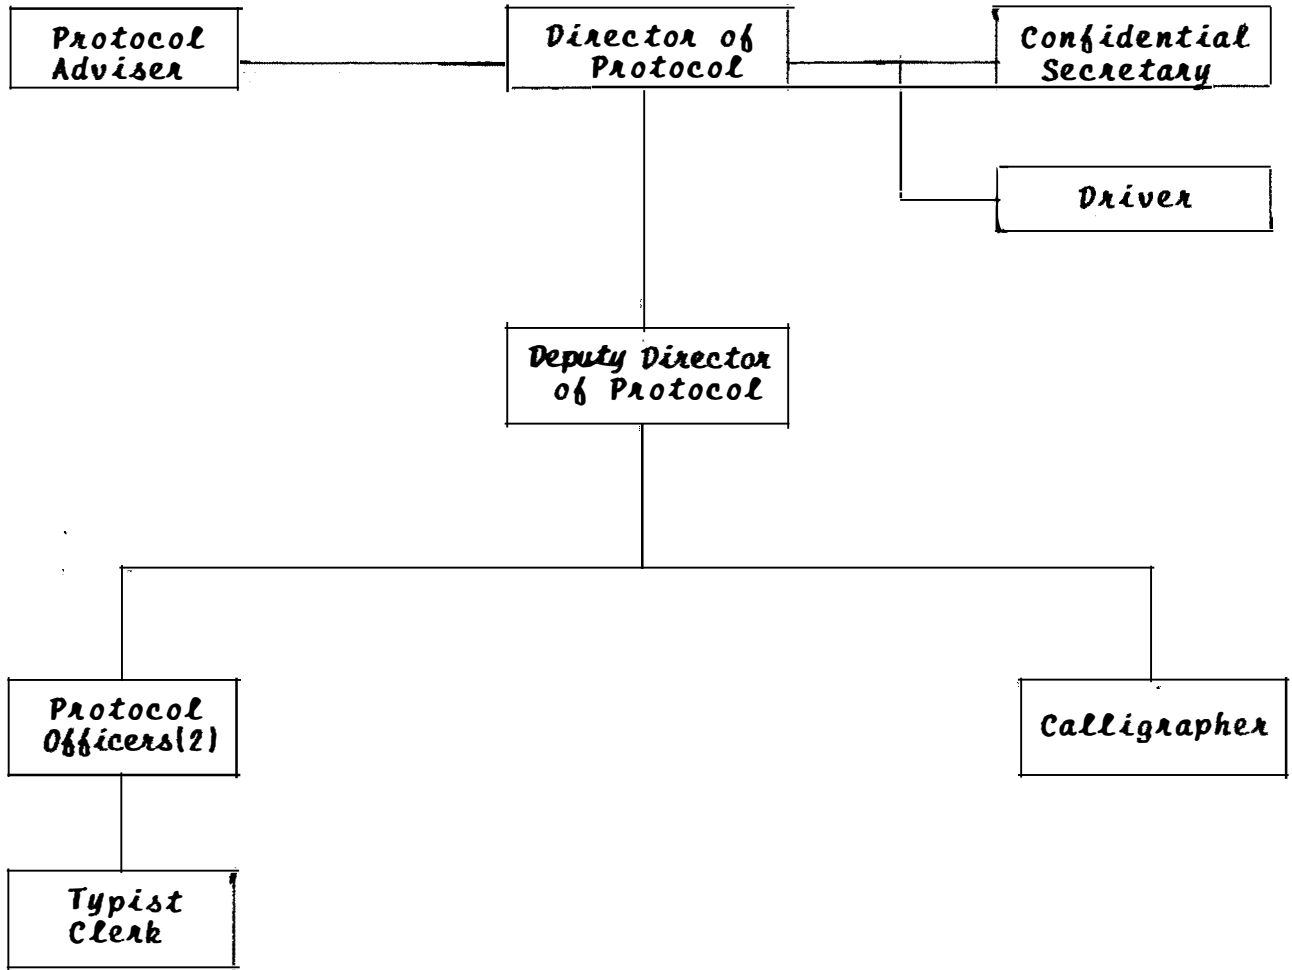 Protocol
Adviser
Director of
Protocol
Confidential
Secretary
Driver
Deputy Director
of Protocol
Protocol
Officers(2)
Calligrapher
Typist
Clerk